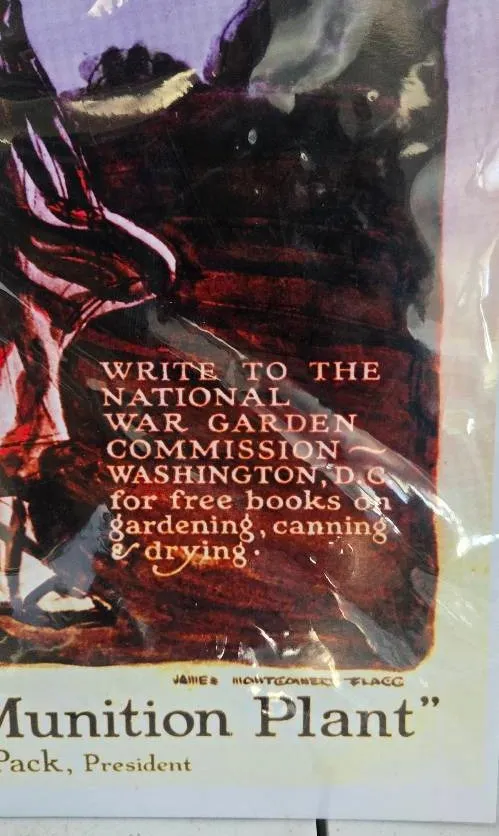 WRITE TO THE
NATIONAL
WAR GARDEN
COMMISSION ~
WASHINGTON, D.C.
for free books on
gardening, canning
& drying.
JAMES MONTGOMERY FLAGG
Munition Plant”
Pack, President